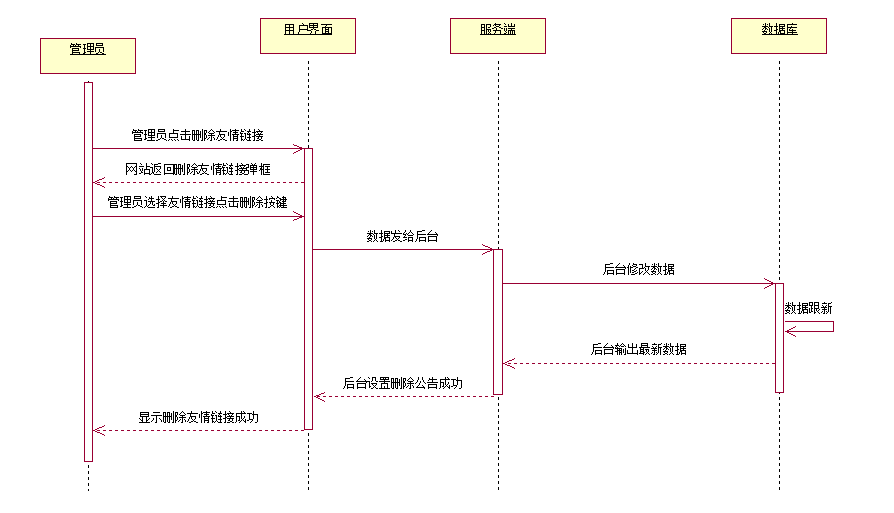 管理员
用户界面
服务端
数据库
管理员点击删除友情链接
网站返回删除友情链接弹框
管理员选择友情链接点击删除按键
数据发给后台
后台修改数据
数据跟新
后台输出最新数据
后台设置删除公告成功
显示删除友情链接成功